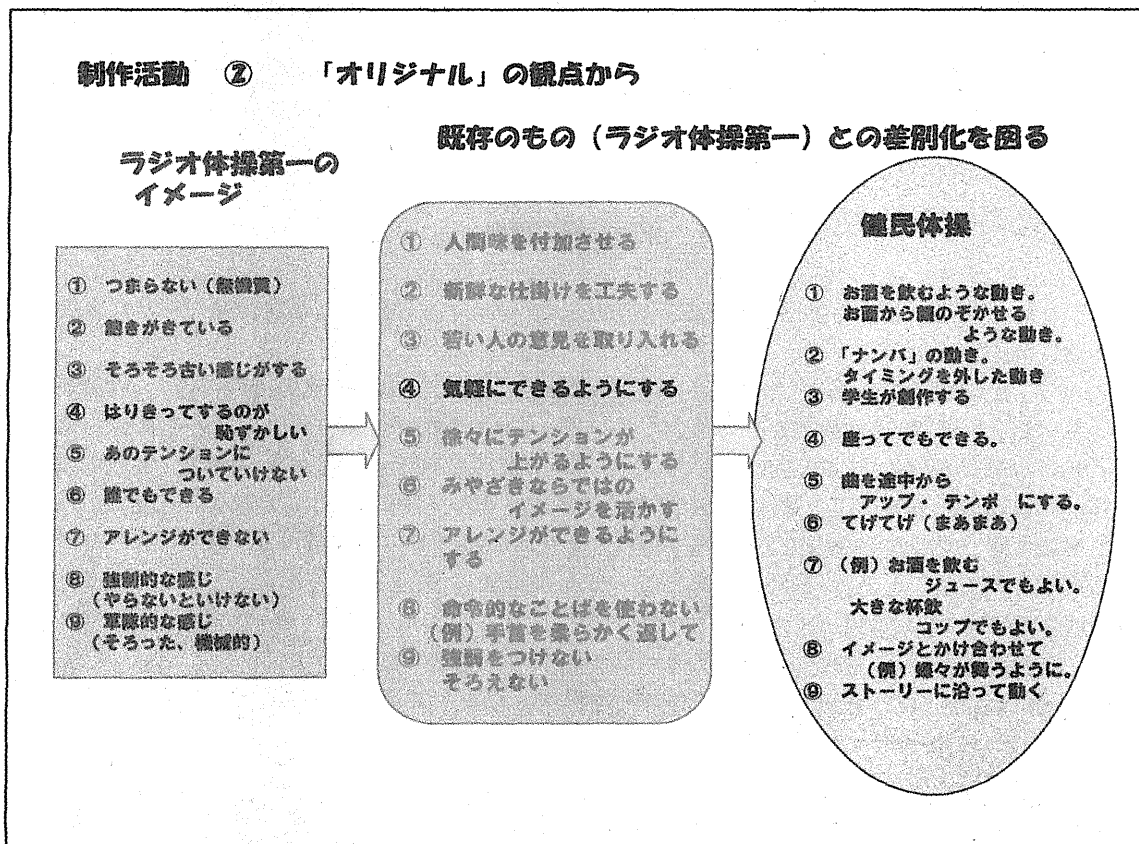 制作活動 ② 「オリジナル」の観点から
既存のもの（ラジオ体操第一）との差別化を図る
ラジオ体操第一の
イメージ
① つまらない（無機質）
② 飽きがきている
③ そろそろ古い感じがする
④ はりきってするのが
恥ずかしい
⑤ あのテンションに
ついていけない
⑥ 誰でもできる
⑦ アレンジができない
⑧ 強制的な感じ
（やらないといけない）
⑨ 軍隊的な感じ
（そろった、機械的）
① 人間味を付加させる
② 新鮮な仕掛けを工夫する
③ 若い人の意見を取り入れる
④ 気軽にできるようにする
⑤ 徐々にテンションが
上がるようにする
⑥ みやざきならではの
イメージを活かす
⑦ アレンジができるように
する
⑧ 命令的なことばを使わない
（例）手首を柔らかく返して
⑨ 強弱をつけない
そろえない
健民体操
① お酒を飲むような動き。
お面から顔のぞかせる
ような動き。
② 「ナンバ」の動き。
タイミングを外した動き
③ 学生が創作する
④ 座ってでもできる。
⑤ 曲を途中から
アップ・テンポ にする。
⑥ てげてげ（まあまあ）
⑦ （例）お酒を飲む
ジュースでもよい。
大きな杯飲
コップでもよい。
⑧ イメージとかけ合わせて
（例）蝶々が舞うように。
⑨ ストーリーに沿って動く